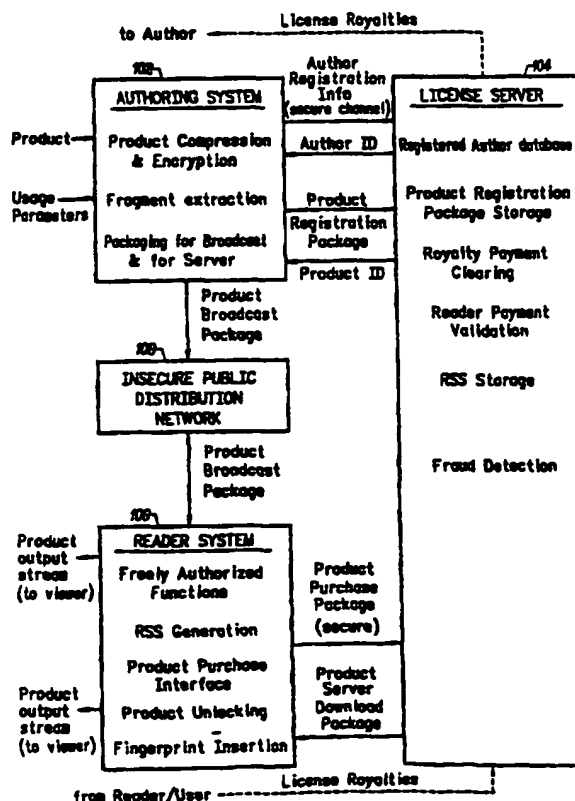 License Royalties
to Author
102
AUTHORING SYSTEM
Product
Product Compression
& Encryption
Usage
Parameters
Fragment extraction
Packaging for Broadcast
& for Server
Author
Registration
Info
(secure channel)
Author ID
Product
Registration
Package
Product ID
104
LICENSE SERVER
Registered Author database
Product Registration
Package Storage
Royalty Payment
Clearing
Reader Payment
Validation
RSS Storage
Fraud Detection
Product
Broadcast
Package
INSECURE PUBLIC
DISTRIBUTION
NETWORK
Product
Broadcast
Package
READER SYSTEM
Product
output
stream
(to viewer)
Freely Authorized
Functions
RSS Generation
Product Purchase
Interface
Product Unlocking
Fingerprint Insertion
Product
output
stream
(to viewer)
Product
Purchase
Package
(secure)
Product
Server
Download
Package
License Royalties
from Reader/User